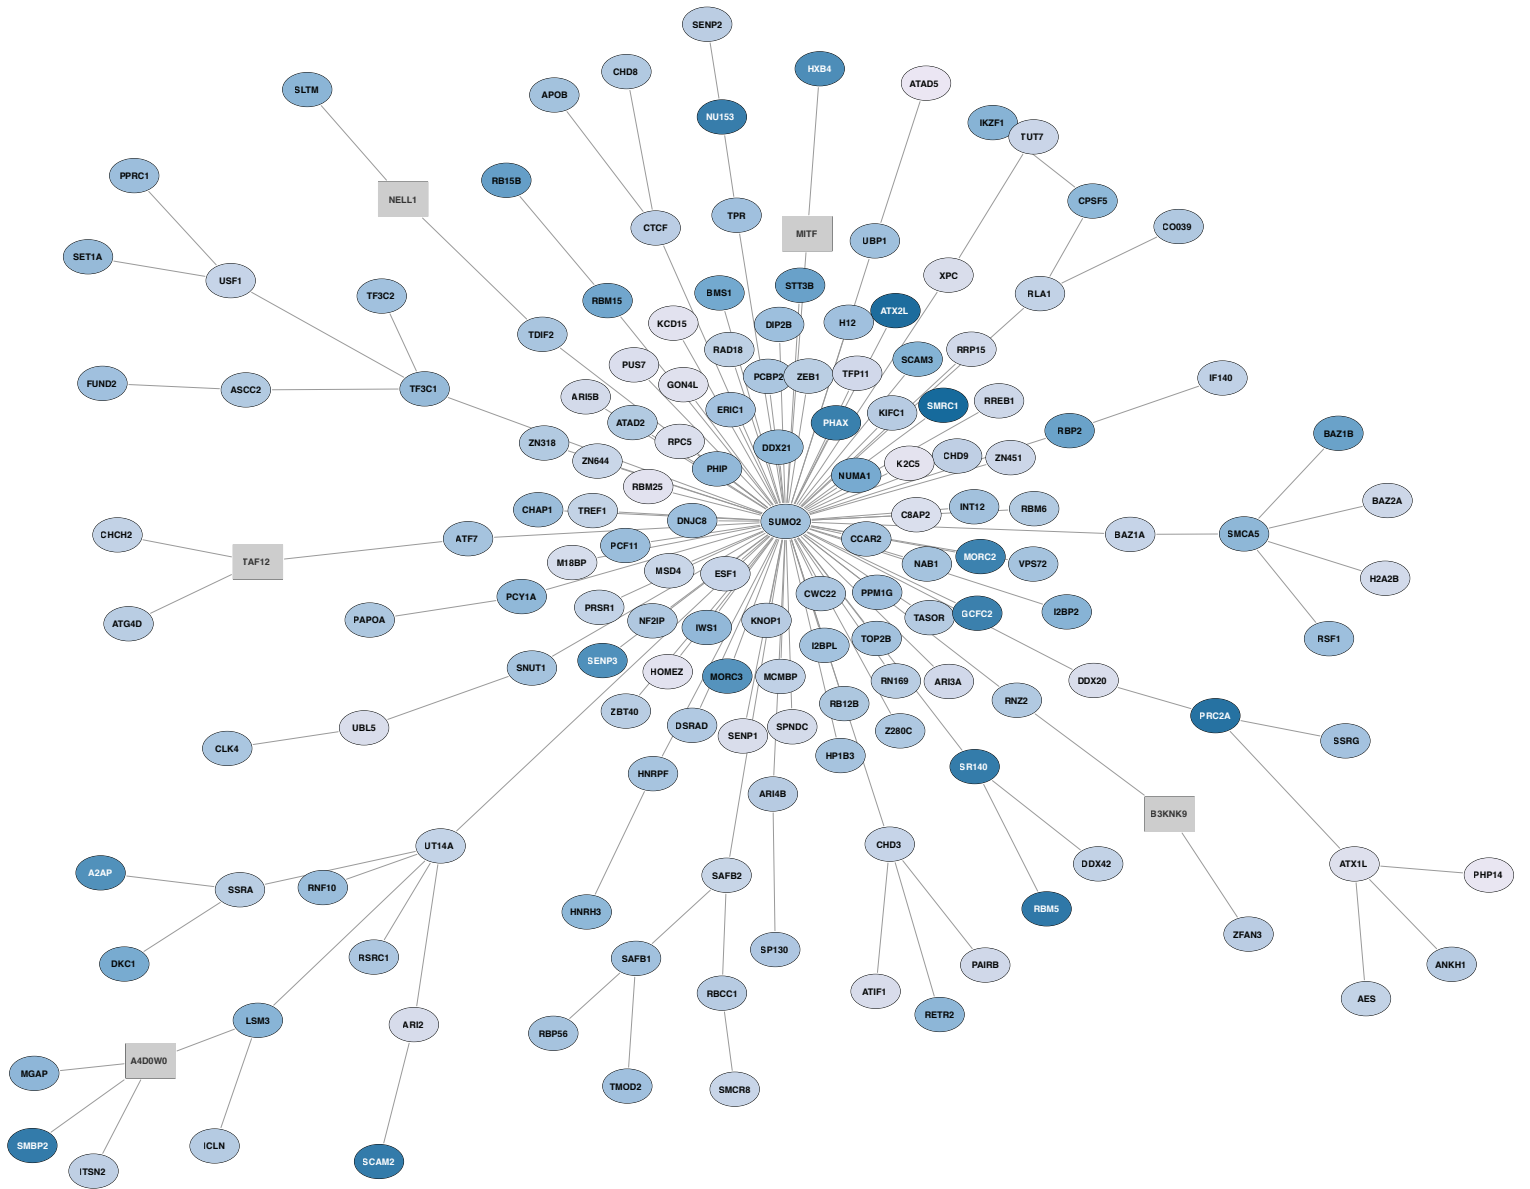 SENP2
HXB4
CHD8
ATAD5
SLTM
APOB
NU153
IKZF1
TUT7
PPRC1
RB15B
NELL1
CPSF5
TPR
CTCF
MITF
CO039
UBP1
SET1A
USF1
XPC
STT3B
BMS1
RLA1
TF3C2
RBM15
ATX2L
KCD15
DIP2B
H12
TDIF2
RAD18
RRP15
SCAM3
PUS7
PCBP2
ZEB1
TFP11
IF140
FUND2
ASCC2
TF3C1
GON4L
ARI5B
ERIC1
KIFC1
SMRC1
RREB1
ATAD2
PHAX
RBP2
BAZ1B
ZN318
RPC5
DDX21
ZN644
PHIP
K2C5
CHD9
ZN451
NUMA1
RBM25
BAZ2A
CHAP1
TREF1
INT12
RBM6
DNJC8
SUMO2
C8AP2
CHCH2
ATF7
BAZ1A
SMCA5
CCAR2
PCF11
TAF12
M18BP
MORC2
VPS72
NAB1
MSD4
ESF1
H2A2B
PCY1A
CWC22
PPM1G
PRSR1
I2BP2
GCFC2
ATG4D
PAPOA
NF2IP
KNOP1
TASOR
IWS1
TOP2B
RSF1
I2BPL
SENP3
SNUT1
HOMEZ
MORC3
MCMBP
RN169
ARI3A
DDX20
RNZ2
RB12B
ZBT40
PRC2A
UBL5
DSRAD
SPNDC
Z280C
SENP1
SSRG
CLK4
HP1B3
SR140
HNRPF
ARI4B
B3KNK9
UT14A
CHD3
DDX42
ATX1L
A2AP
SAFB2
PHP14
SSRA
RNF10
RBM5
HNRH3
ZFAN3
SP130
RSRC1
SAFB1
DKC1
PAIRB
ANKH1
ATIF1
RBCC1
AES
RETR2
LSM3
ARI2
RBP56
A4D0W0
MGAP
TMOD2
SMCR8
SMBP2
ICLN
SCAM2
ITSN2